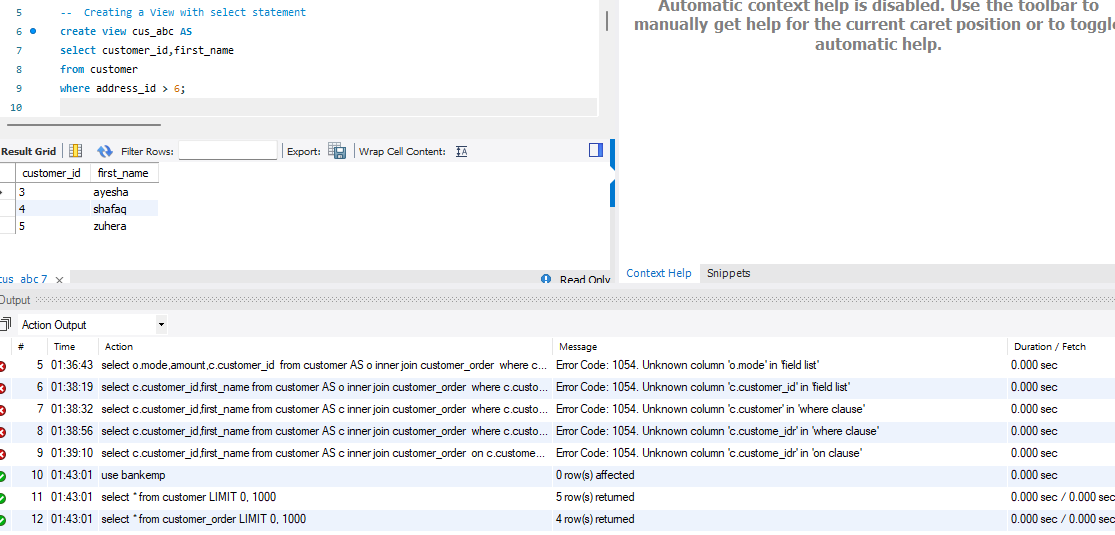 5 -- Creating a View with select statement
6 create view cus_abc AS
7 select customer_id,first_name
8 from customer
9 where address_id > 6;
10
Automatic context help is disabled. Use the toolbar to
manually get help for the current caret position or to toggle
automatic help.
Result Grid Filter Rows: Export: Wrap Cell Content:
customer_id first_name
3 ayesha
4 shafaq
5 zuhera
cus_abc 7 Read Only
Context Help Snippets
Output
Action Output
# Time Action Message Duration / Fetch
5 01:36:43 select o.mode,amount,c.customer_id from customer AS o inner join customer_order where c... Error Code: 1054. Unknown column 'o.mode' in 'field list' 0.000 sec
6 01:38:19 select c.customer_id,first_name from customer AS c inner join customer_order where c.custo... Error Code: 1054. Unknown column 'c.customer_id' in 'field list' 0.000 sec
7 01:38:32 select c.customer_id,first_name from customer AS c inner join customer_order where c.custo... Error Code: 1054. Unknown column 'c.customer' in 'where clause' 0.000 sec
8 01:38:56 select c.customer_id,first_name from customer AS c inner join customer_order where c.custo... Error Code: 1054. Unknown column 'c.custome_idr' in 'where clause' 0.000 sec
9 01:39:10 select c.customer_id,first_name from customer AS c inner join customer_order on c.custome... Error Code: 1054. Unknown column 'c.custome_idr' in 'on clause' 0.000 sec
10 01:43:01 use bankemp 0 row(s) affected 0.000 sec
11 01:43:01 select * from customer LIMIT 0, 1000 5 row(s) returned 0.000 sec / 0.000 sec
12 01:43:01 select * from customer_order LIMIT 0, 1000 4 row(s) returned 0.000 sec / 0.000 sec